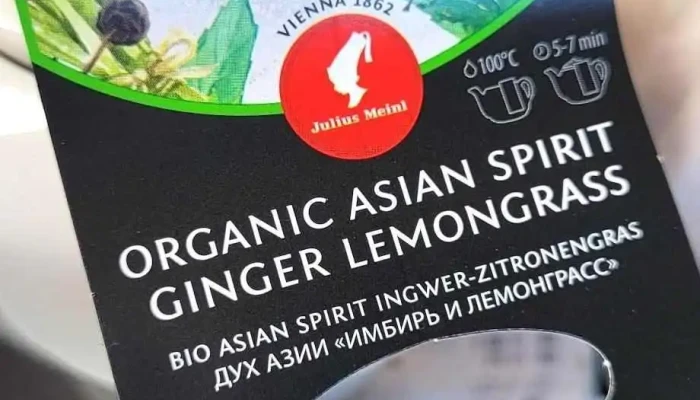 VIENNA 1862
Julius Meinl
100°C
5-7 min
ORGANIC ASIAN SPIRIT
GINGER LEMONGRASS
BIO ASIAN SPIRIT INGWER-ZITRONENGRAS
ДУХ АЗИИ «ИМБИРЬ И ЛЕМОНГРАСС»